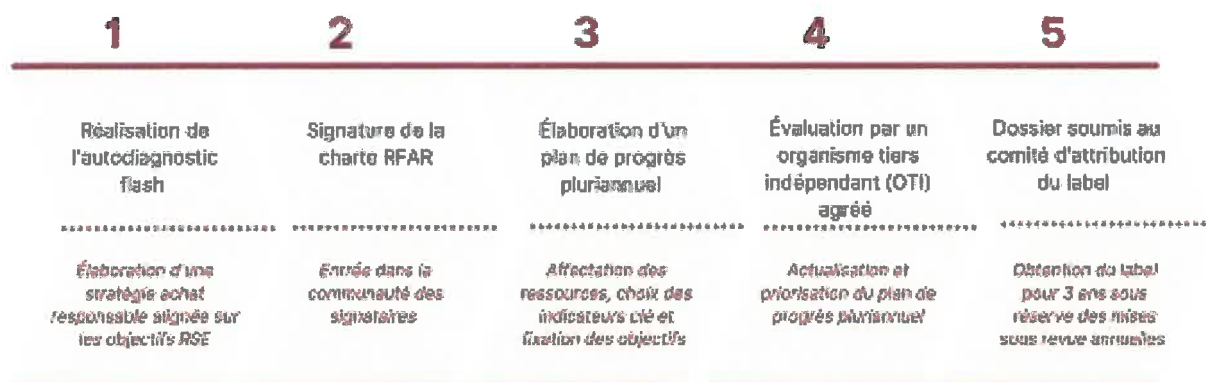 1 2 3 4 5
Réalisation de
l'autodiagnostic
flash
Signature de la
charte RFAR
Élaboration d'un
plan de progrès
pluriannuel
Évaluation par un
organisme tiers
indépendant (OTI)
agréé
Dossier soumis au
comité d'attribution
du label
Élaboration d'une
stratégie achat
responsable alignée sur
les objectifs RSE
Entrée dans la
communauté des
signataires
Affectation des
ressources, choix des
indicateurs clé et
fixation des objectifs
Actualisation et
priorisation du plan de
progrès pluriannuel
Obtention du label
pour 3 ans sous
réserve des mises
sous revue annuelles